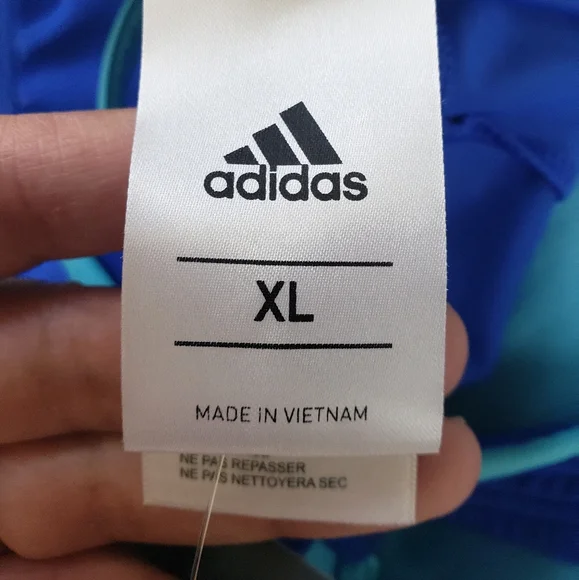 adidas
XL
MADE IN VIETNAM
NE PAS REPASSER
NE PAS NETTOYERA SEC